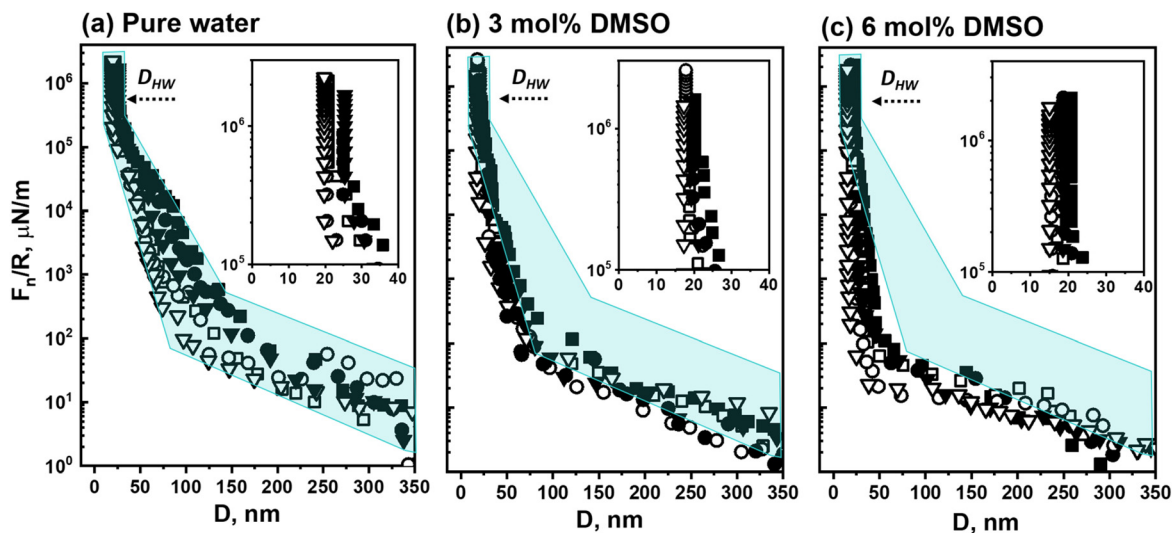 (a) Pure water
(b) 3 mol% DMSO
(c) 6 mol% DMSO
Fn/R, μN/m
10^6
10^5
10^4
10^3
10^2
10^1
10^0
D_HW
10^6
10^5
0 10 20 30 40
0 50 100 150 200 250 300 350
D, nm
D_HW
10^6
10^5
0 10 20 30 40
0 50 100 150 200 250 300 350
D, nm
D_HW
10^6
10^5
0 10 20 30 40
0 50 100 150 200 250 300 350
D, nm